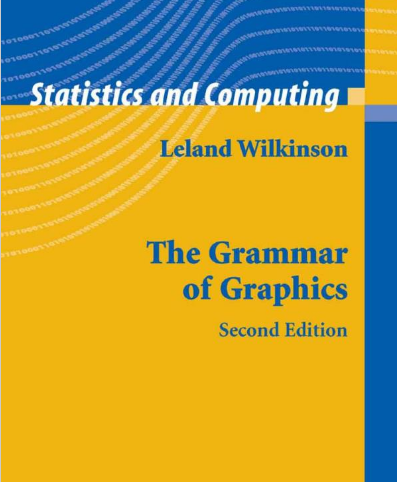 Statistics and Computing
Leland Wilkinson
The Grammar
of Graphics
Second Edition